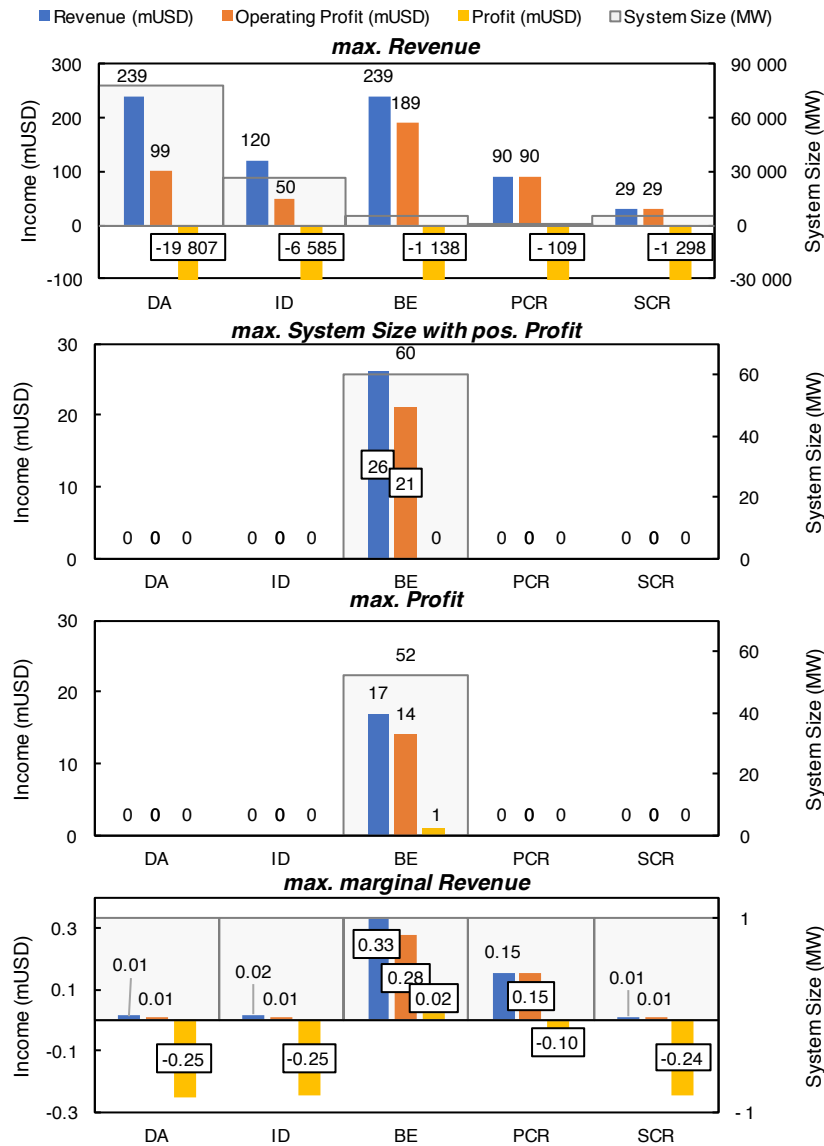 Revenue (mUSD) Operating Profit (mUSD) Profit (mUSD) System Size (MW)
max. Revenue
300 239 239 90 000
189
200 60 000
120
99 90 90
100 50 30 000
29 29
0 0
-19 807 -6 585 -1 138 - 109 -1 298
-100 -30 000
DA ID BE PCR SCR
Income (mUSD)
System Size (MW)
max. System Size with pos. Profit
30 60
60
20
26 21 40
10
20
0 0 0 0 0 0 0 0 0 0 0 0 0
0 0
DA ID BE PCR SCR
Income (mUSD)
System Size (MW)
max. Profit
30
52 60
20
17
14 40
10
20
0 0 0 0 0 0 1 0 0 0 0 0 0
0 0
DA ID BE PCR SCR
Income (mUSD)
System Size (MW)
max. marginal Revenue
0.3 1
0.33
0.01 0.02 0.28 0.15 0.01
0.1 0.01 0.01 0.02 0.15 0.01
-0.1 -0.10
-0.25 -0.25 -0.24
-0.3 - 1
DA ID BE PCR SCR
Income (mUSD)
System Size (MW)